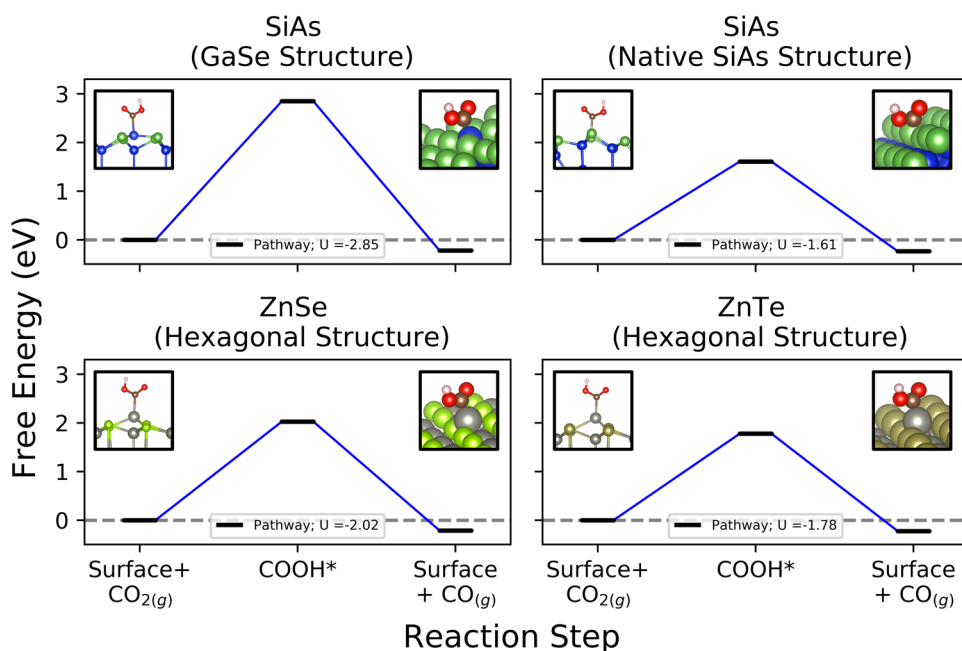 SiAs
(GaSe Structure)
SiAs
(Native SiAs Structure)
3
2
1
0
Pathway; U =-2.85
Pathway; U =-1.61
ZnSe
(Hexagonal Structure)
ZnTe
(Hexagonal Structure)
3
2
1
0
Pathway; U =-2.02
Pathway; U =-1.78
Free Energy (eV)
Surface+
CO₂₍g₎
COOH*
Surface
+ CO₍g₎
Surface+
CO₂₍g₎
COOH*
Surface
+ CO₍g₎
Reaction Step